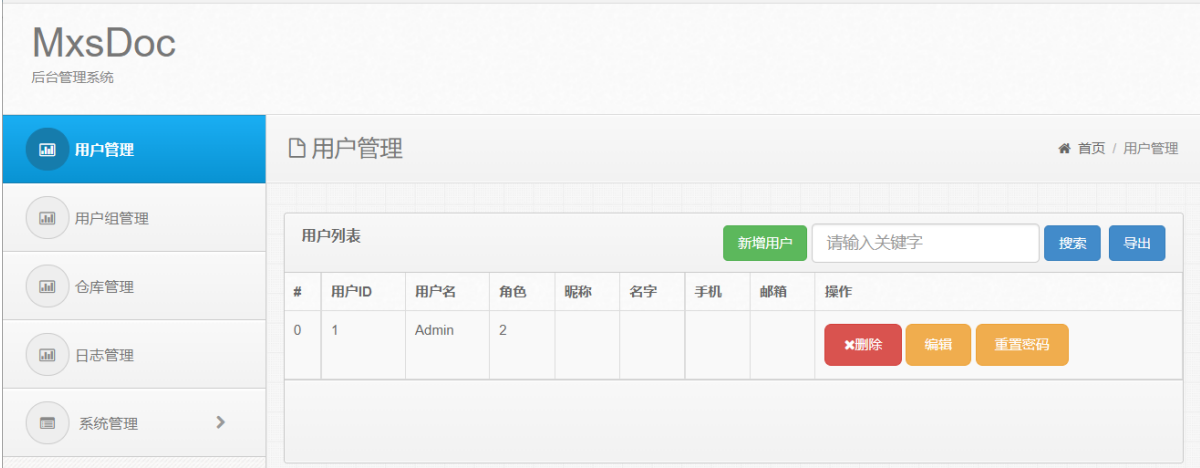 MxsDoc
后台管理系统
用户管理
用户组管理
仓库管理
日志管理
系统管理
用户管理
首页 / 用户管理
用户列表 新增用户 请输入关键字 搜索 导出
# 用户ID 用户名 角色 昵称 名字 手机 邮箱 操作
0 1 Admin 2 ✖删除 编辑 重置密码